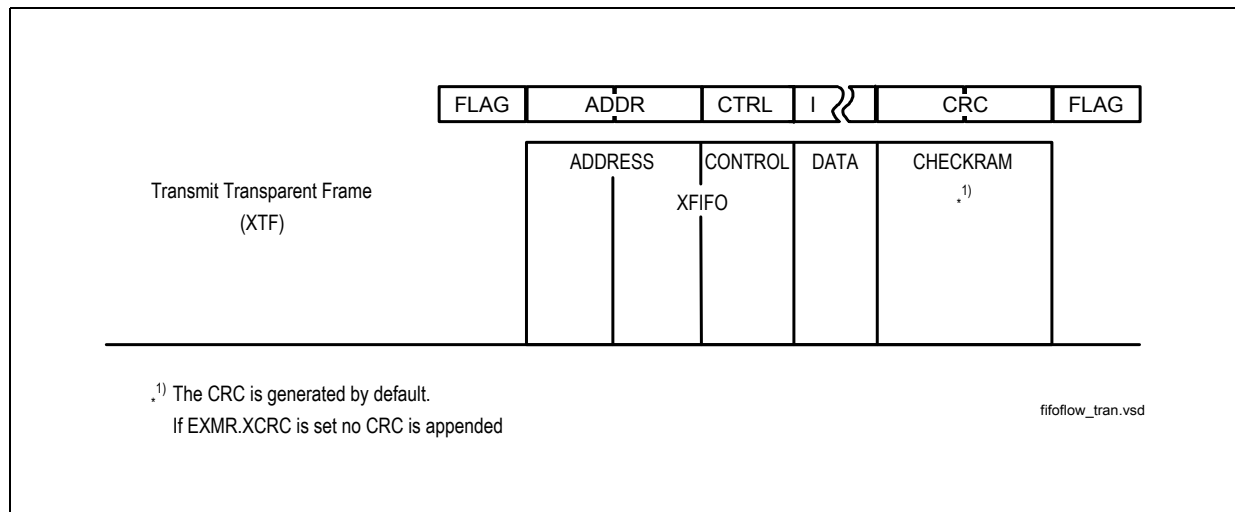 FLAG ADDR CTRL I CRC FLAG
ADDRESS CONTROL DATA CHECKRAM
XFIFO
*1)
Transmit Transparent Frame
(XTF)
*1) The CRC is generated by default.
If EXMR.XCRC is set no CRC is appended
fifoflow_tran.vsd